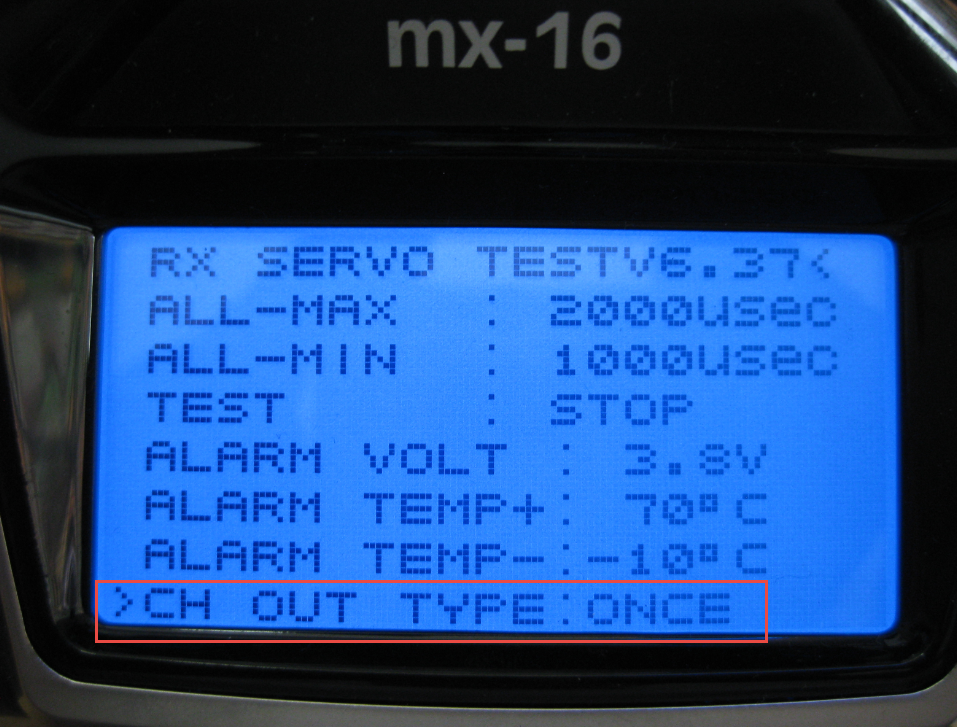 mx-16
RX SERVO TESTV6.37<
ALL-MAX : 2000usec
ALL-MIN : 1000usec
TEST : STOP
ALARM VOLT : 3.8V
ALARM TEMP+: 70°C
ALARM TEMP-:-10°C
>CH OUT TYPE:ONCE